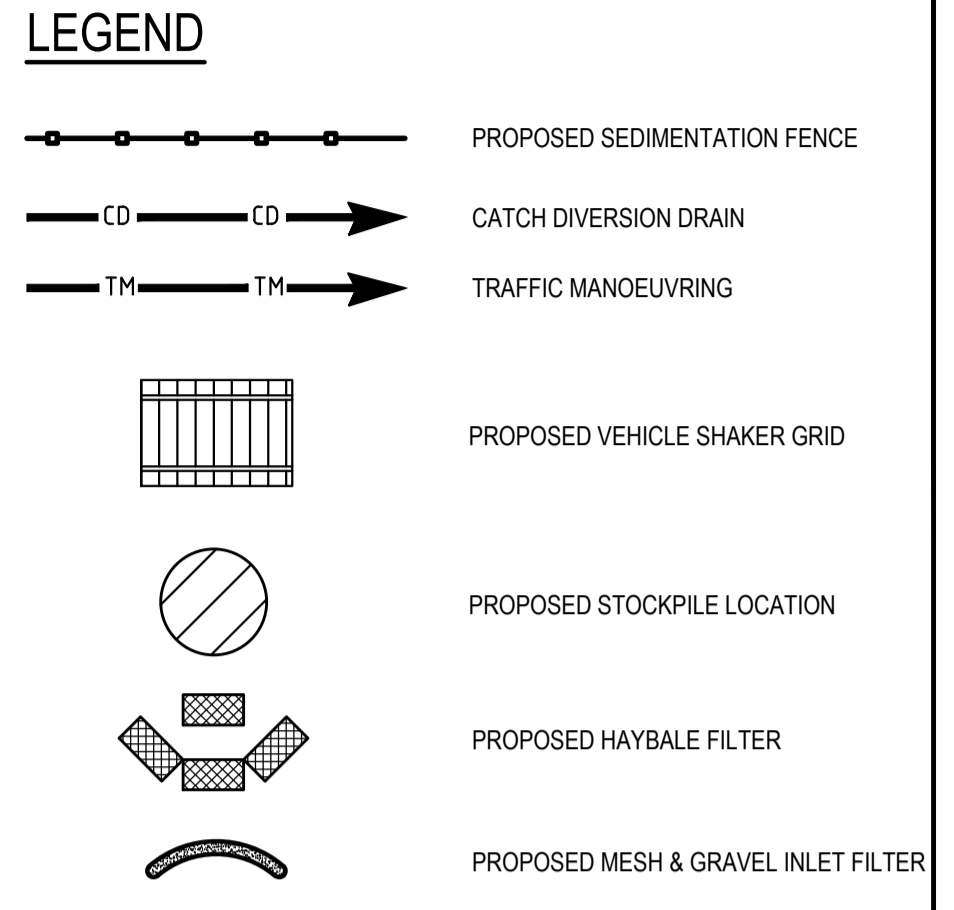 LEGEND
PROPOSED SEDIMENTATION FENCE
CD CD CATCH DIVERSION DRAIN
TM TM TRAFFIC MANOEUVRING
PROPOSED VEHICLE SHAKER GRID
PROPOSED STOCKPILE LOCATION
PROPOSED HAYBALE FILTER
PROPOSED MESH & GRAVEL INLET FILTER